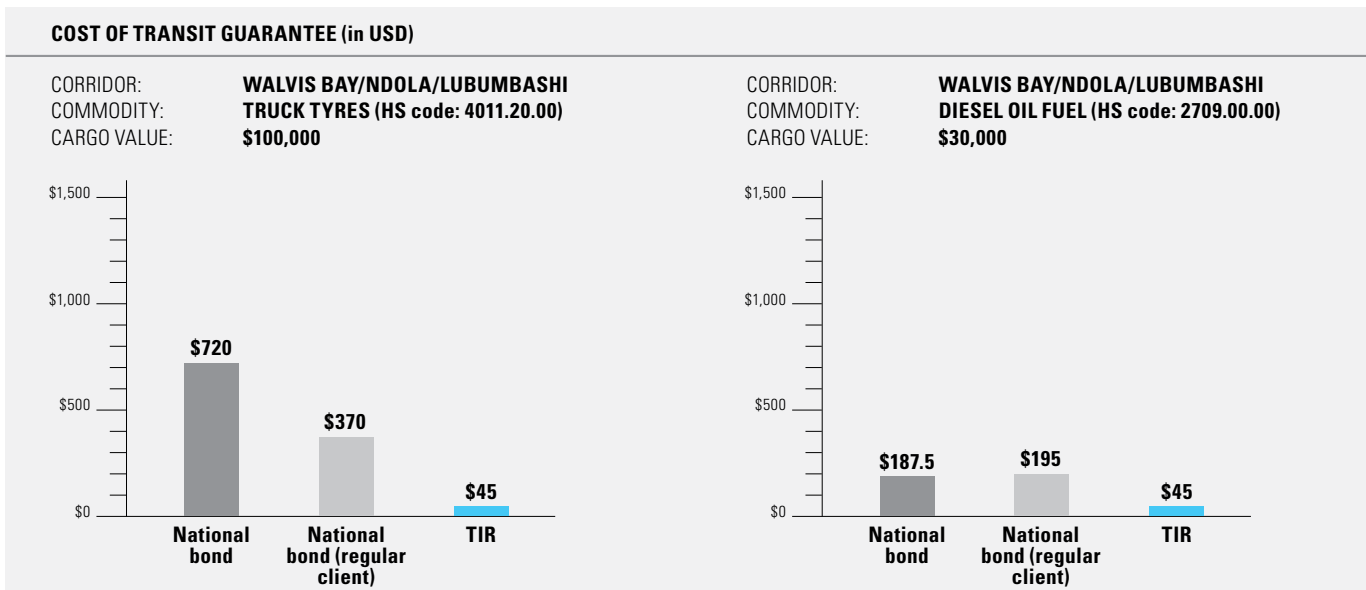 COST OF TRANSIT GUARANTEE (in USD)
CORRIDOR: WALVIS BAY/NDOLA/LUBUMBASHI
COMMODITY: TRUCK TYRES (HS code: 4011.20.00)
CARGO VALUE: $100,000
$1,500
$1,000
$500
$0
$720
$370
$45
National
bond
National
bond (regular
client)
TIR
CORRIDOR: WALVIS BAY/NDOLA/LUBUMBASHI
COMMODITY: DIESEL OIL FUEL (HS code: 2709.00.00)
CARGO VALUE: $30,000
$1,500
$1,000
$500
$0
$187.5
$195
$45
National
bond
National
bond (regular
client)
TIR